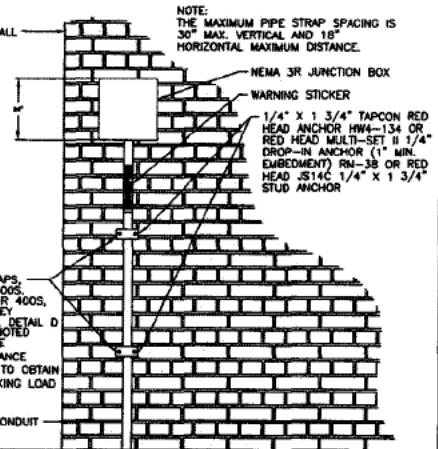 NOTE:
THE MAXIMUM PIPE STRAP SPACING IS
30" MAX. VERTICAL AND 18"
HORIZONTAL MAXIMUM DISTANCE.
ALL
NEMA 3R JUNCTION BOX
WARNING STICKER
1/4" X 1 3/4" TAPCON RED
HEAD ANCHOR HW4-134 OR
RED HEAD MULTI-SET II 1/4"
DROP-IN ANCHOR (1" MIN.
EMBEDMENT) RM-38 OR RED
HEAD JS14C 1/4" X 1 3/4"
STUD ANCHOR
APS,
00S.
R 400S,
EY
DETAIL D
OTED
E
ANCE
TO OBTAIN
KING LOAD
CONDUIT